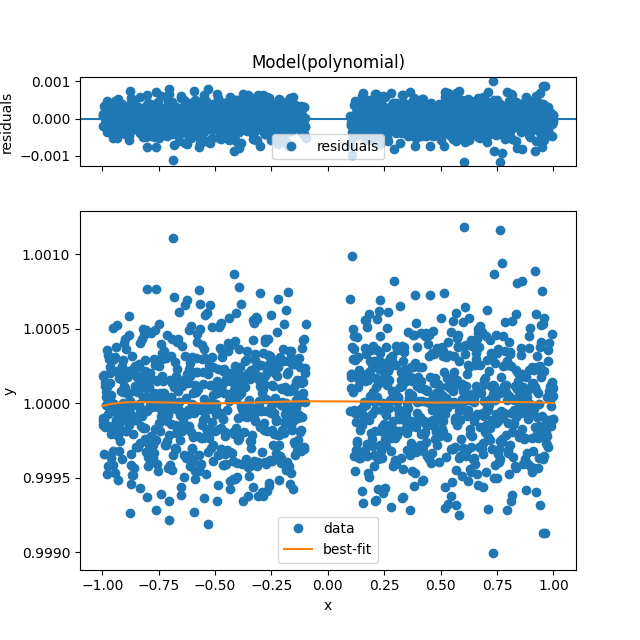 Model(polynomial)
0.001
0.000
−0.001
residuals
residuals
1.0010
1.0005
1.0000
0.9995
0.9990
y
data
best-fit
−1.00 −0.75 −0.50 −0.25 0.00 0.25 0.50 0.75 1.00
x